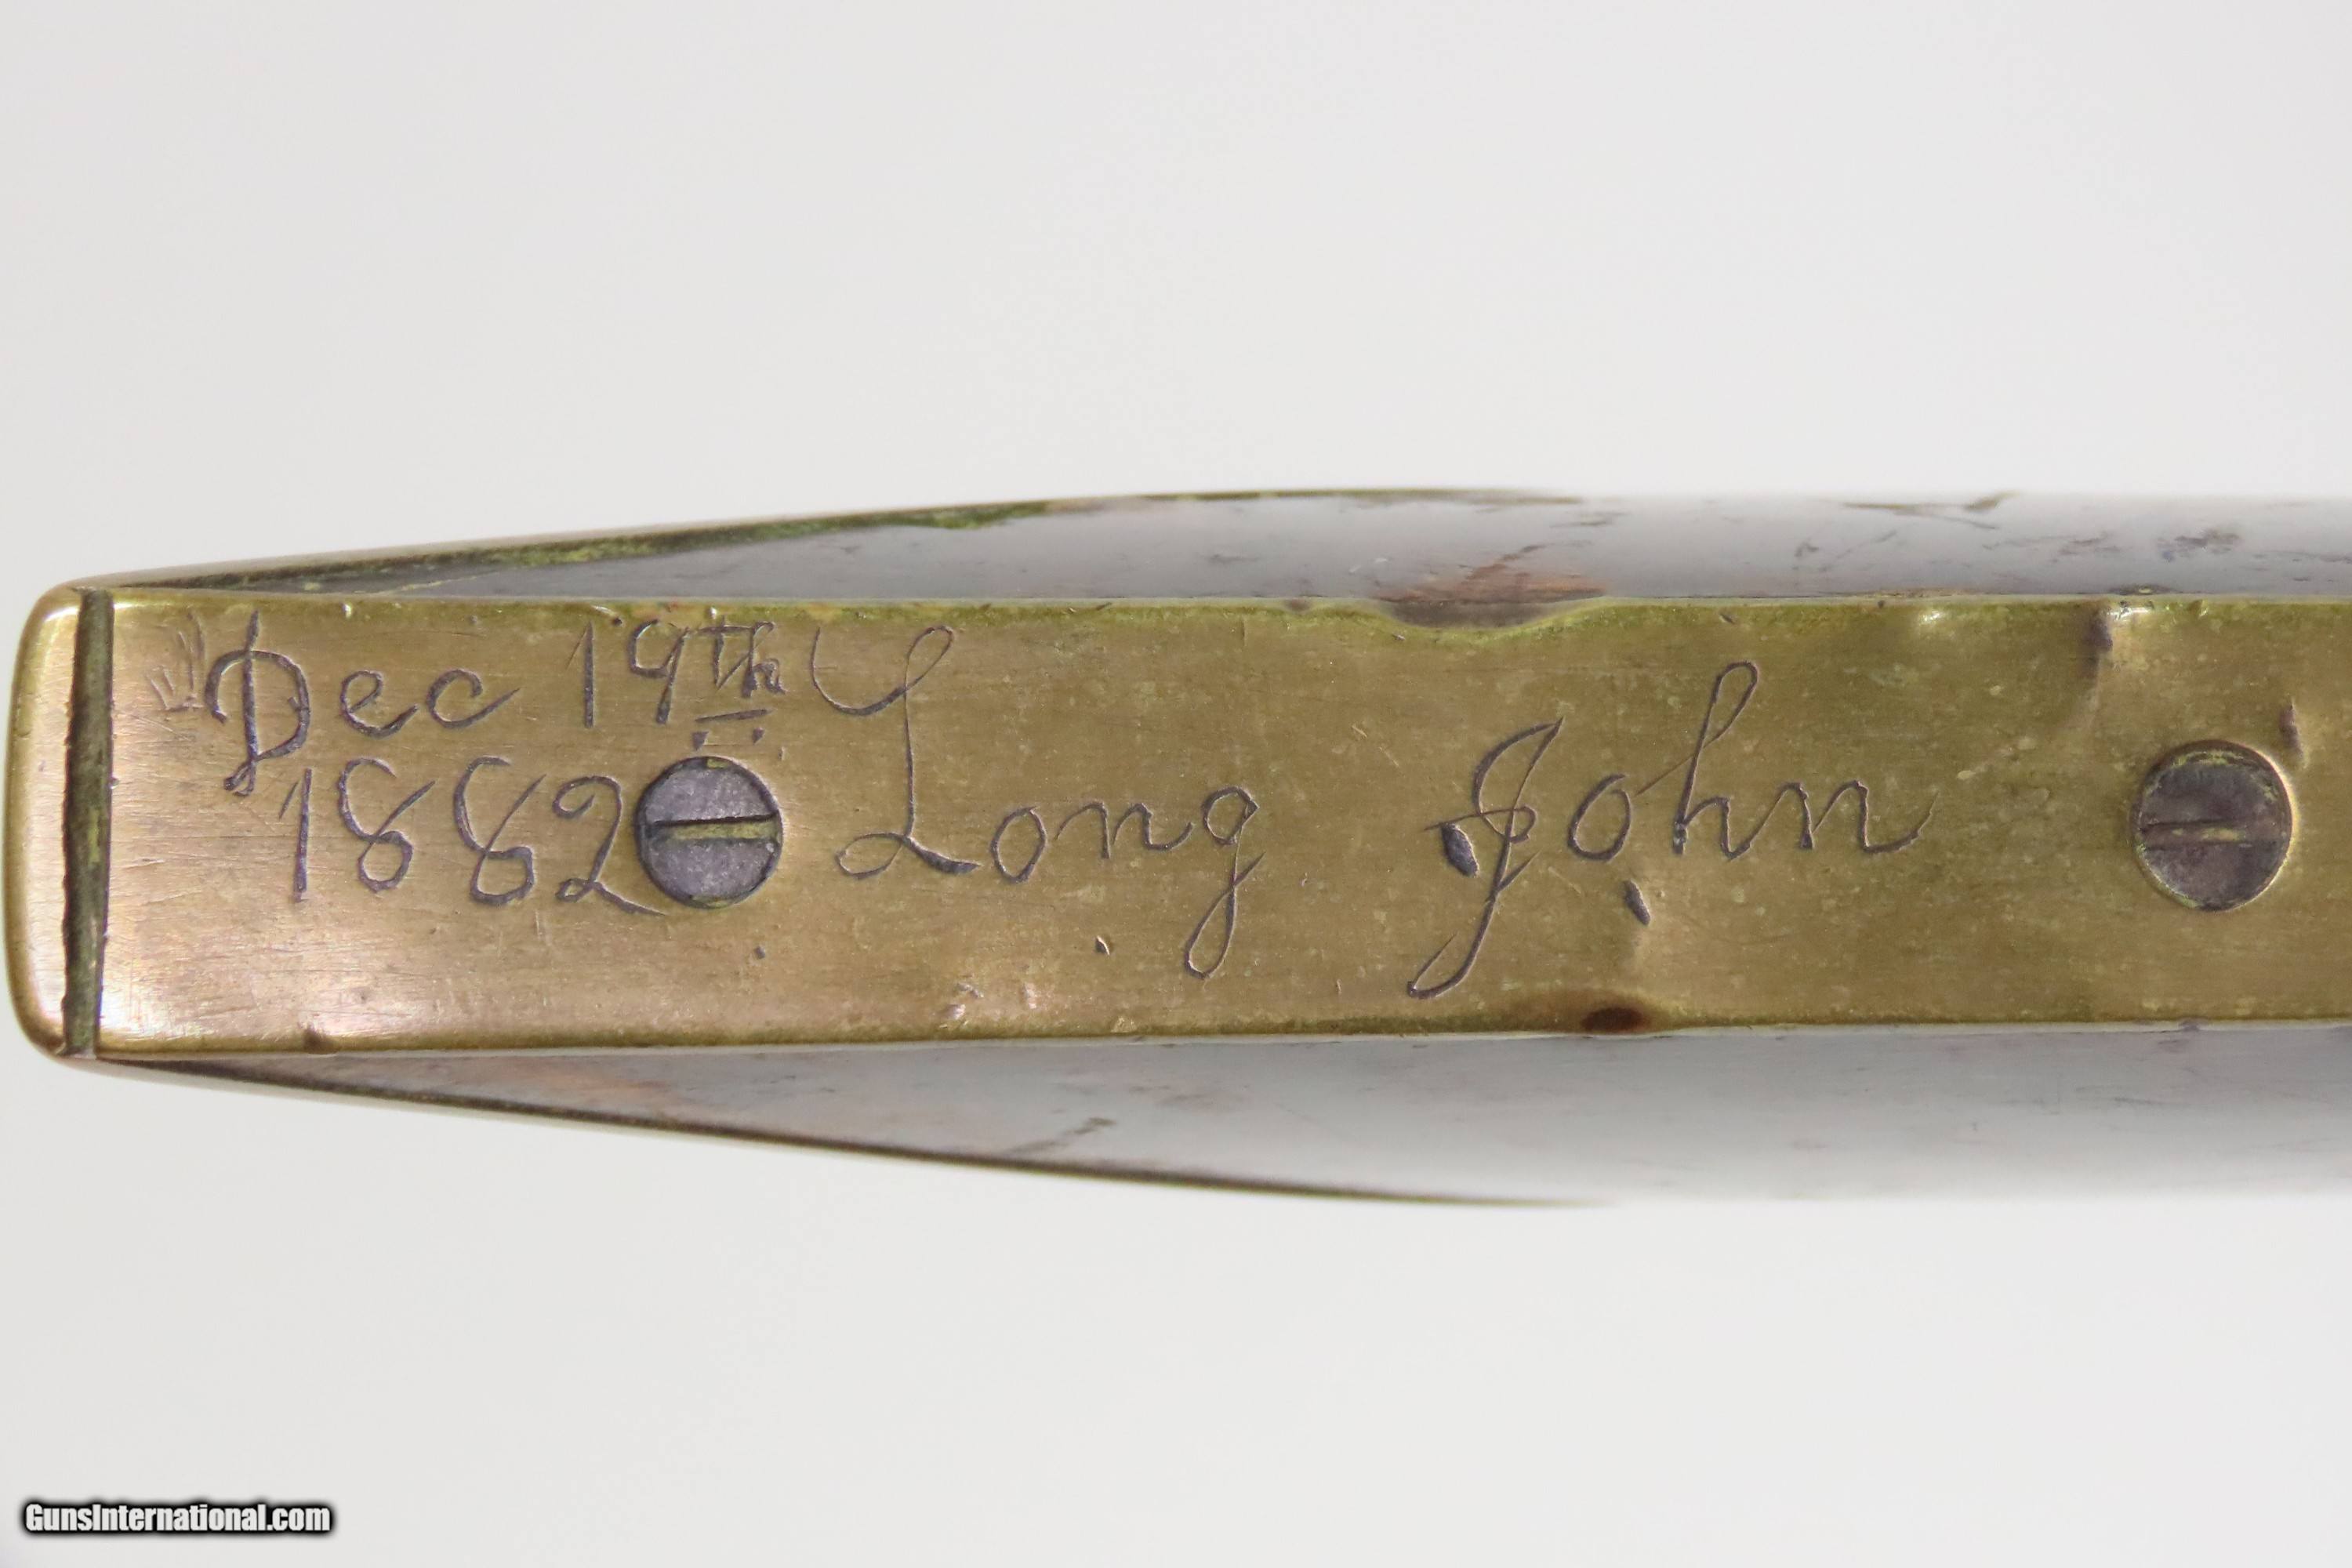 Dec 19th
1882
Long John
GunsInternational.com